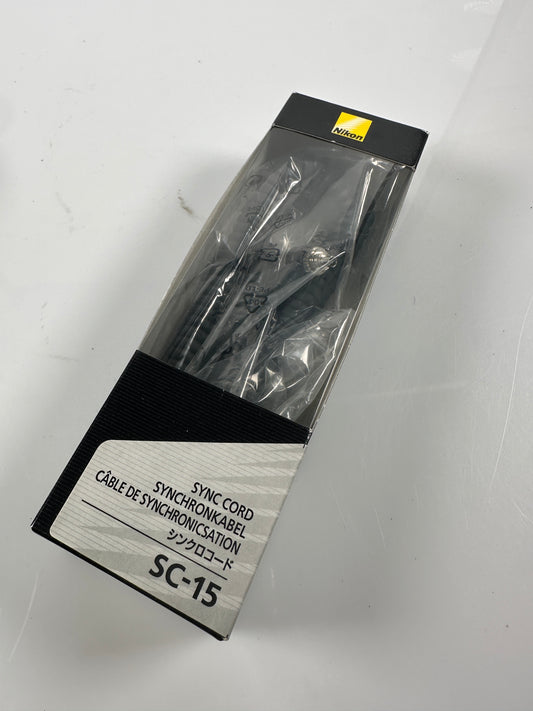 Nikon
SYNC CORD
SYNCHRONKABEL
CÂBLE DE SYNCHRONICSATION
シンクロコード
SC-15